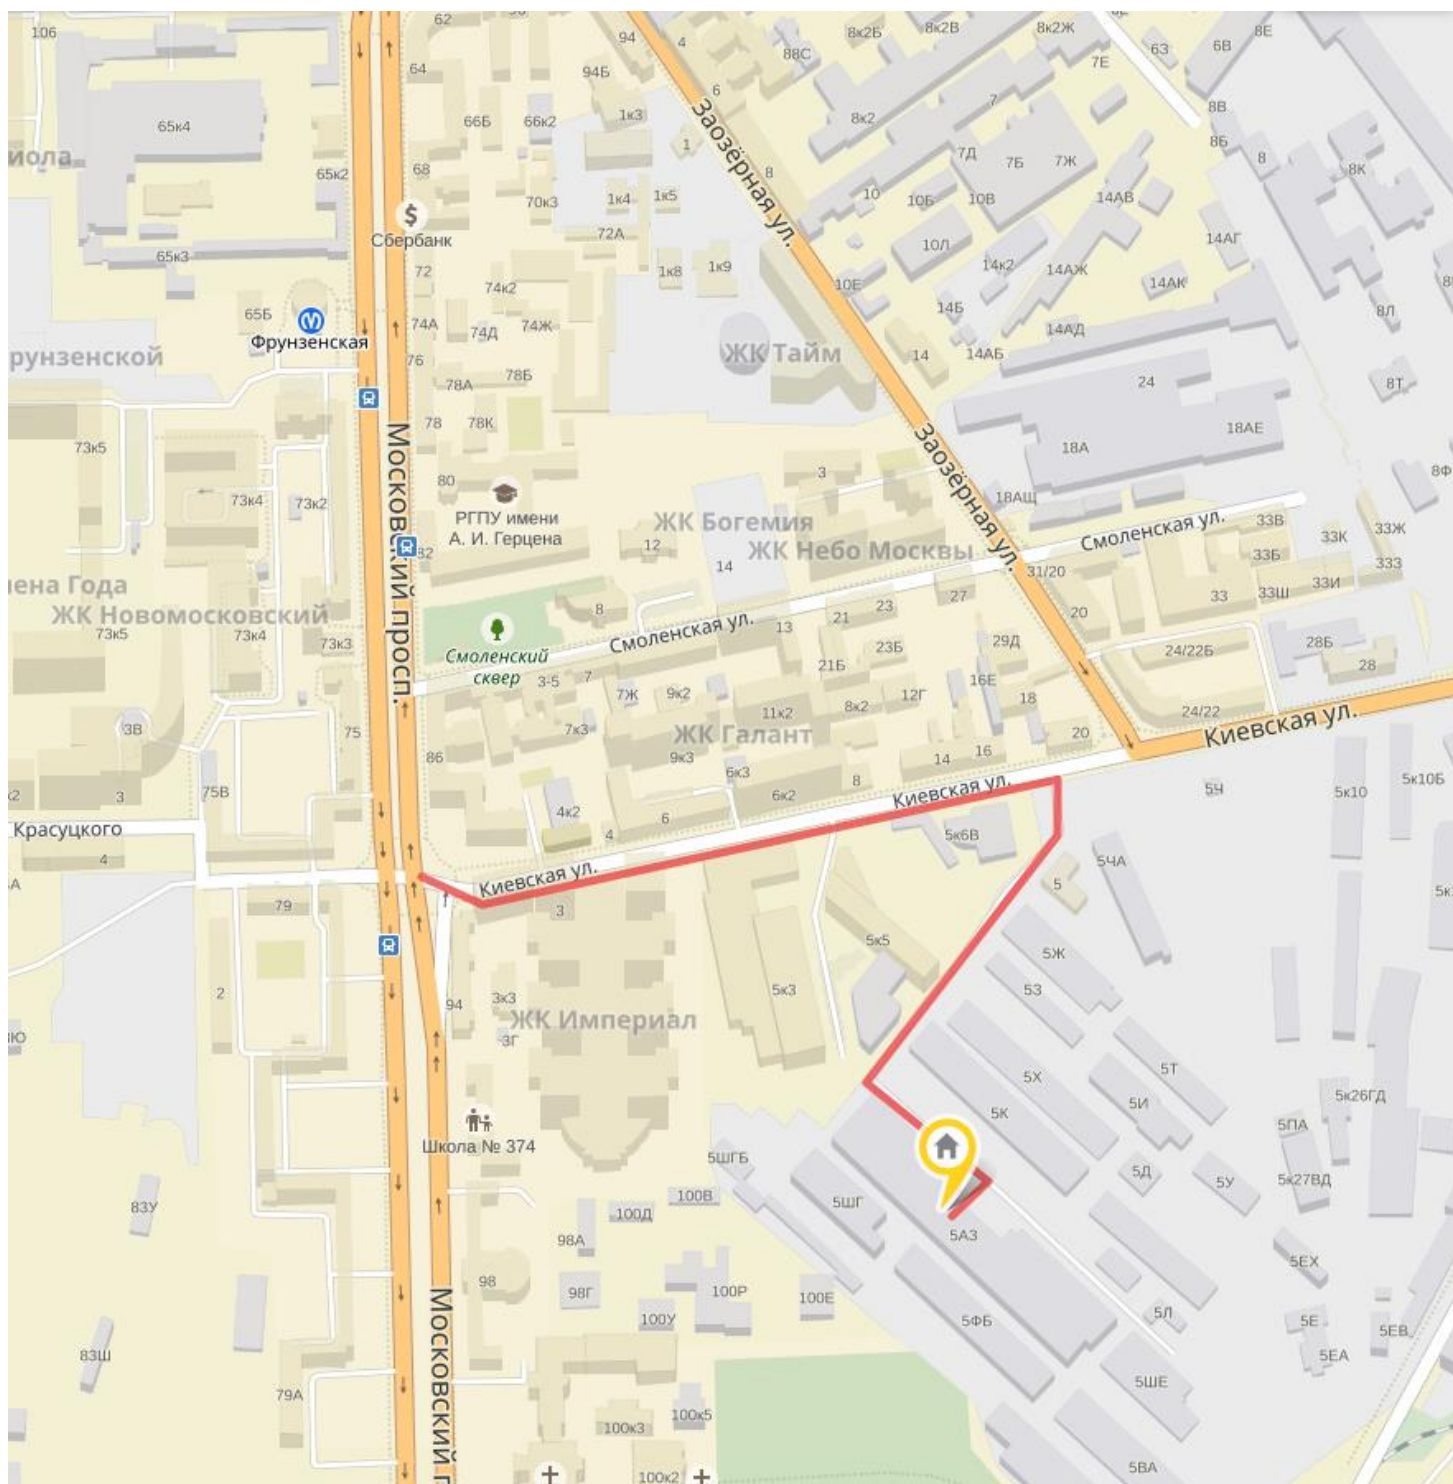 106
62
94
4
88С
8к2Б
8к2В
8к2Ж
7Е
63
6В
8Е
64
94Б
6
65к4
66Б
66к2
1к3
1
Заозёрная ул.
8к2
7
8В
8Б
8
8К
иола
65к2
68
70к3
1к4
1к5
8
10
10Б
7Д
7Б
7Ж
10В
14АВ
Сбербанк
72А
10Л
14АГ
65к3
72
74к2
1к8
1к9
10Е
14к2
14АЖ
14АК
65Б
Фрунзенская
74А
74Д
74Ж
14Б
14АД
8Л
рунзенской
76
78А
78Б
ЖК Тайм
14
14АБ
24
8Т
73к5
78
78К
Московский просп.
Заозёрная ул.
18А
18АЕ
80
3
8Ф
73к4
73к2
РГПУ имени
А. И. Герцена
ЖК Богемия
18АЩ
82
12
14
ЖК Небо Москвы
Смоленская ул.
33В
33К
33Ж
33Б
333
ена Года
ЖК Новомосковский
8
31/20
33
33Ш
33И
73к5
73к4
73к3
Смоленский
сквер
Смоленская ул.
13
21
23
27
20
3-5
7
21Б
23Б
29Д
24/22Б
28Б
28
7Ж
9к2
16Е
3В
75
7к3
11к2
8к2
12Г
18
24/22
Киевская ул.
86
ЖК Галант
9к3
20
к2
3
75В
6к3
14
16
8
6к2
Киевская ул.
5Ч
5к10
5к10Б
Красуцкого
4к2
4
6
5к6В
4
5ЧА
Киевская ул.
5
79
3
5к5
5Ж
2
94
3к3
ЖК Империал
5к3
53
3Г
5Х
5Т
5К
5И
5к26ГД
Школа № 374
5ПА
5ШГБ
5Д
5У
5к27ВД
83У
100В
100Д
5ШГ
98А
5АЗ
98
98Г
100Р
100Е
5ЕХ
Московский п
100У
5ФБ
5Л
5Е
5ЕВ
83Ш
5ЕА
79А
5ШЕ
100к3
100к5
100к2
5ВА